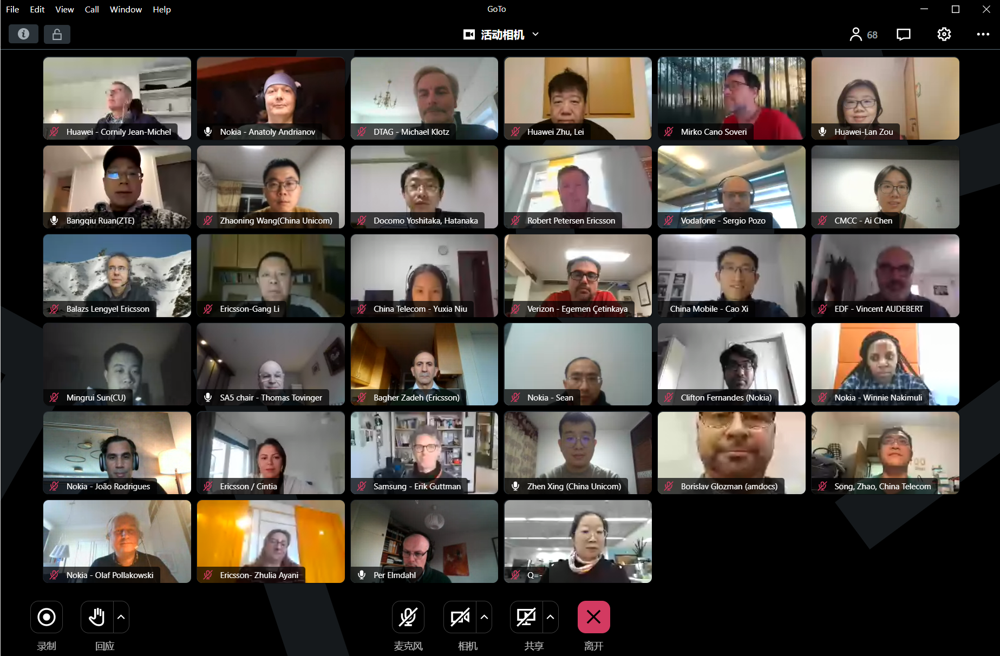 File Edit View Call Window Help
GoTo
活动相机
68
Huawei - Cornily Jean-Michel
Nokia - Anatoly Andrianov
DTAG - Michael Klotz
Huawei Zhu, Lei
Mirko Cano Soveri
Huawei-Lan Zou
Bangqiu Ruan(ZTE)
Zhaoning Wang(China Unicom)
Docomo Yoshitaka, Hatanaka
Robert Petersen Ericsson
Vodafone - Sergio Pozo
CMCC - Ai Chen
Balazs Lengyel Ericsson
Ericsson-Gang Li
China Telecom - Yuxia Niu
Verizon - Egemen Çetinkaya
China Mobile - Cao Xi
EDF - Vincent AUDEBERT
Mingrui Sun(CU)
SA5 chair - Thomas Tovinger
Bagher Zadeh (Ericsson)
Nokia - Sean
Clifton Fernandes (Nokia)
Nokia - Winnie Nakimuli
Nokia - João Rodrigues
Ericsson / Cintia
Samsung - Erik Guttman
Zhen Xing (China Unicom)
Borislav Glozman (amdocs)
Song, Zhao, China Telecom
Nokia - Olaf Pollakowski
Ericsson- Zhulia Ayani
Per Elmdahl
Q=-
录制
回应
麦克风
相机
共享
离开